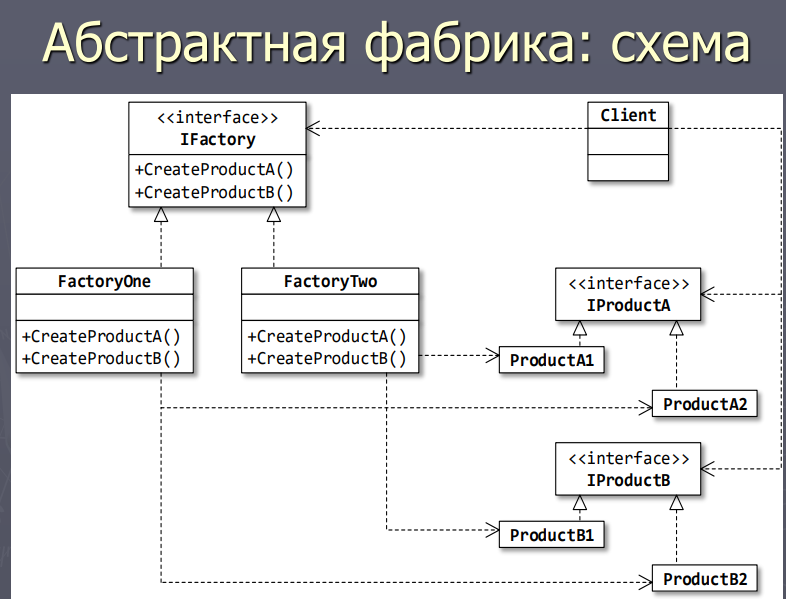 Абстрактная фабрика: схема
<<interface>>
IFactory
+CreateProductA()
+CreateProductB()
Client
FactoryOne
+CreateProductA()
+CreateProductB()
FactoryTwo
+CreateProductA()
+CreateProductB()
<<interface>>
IProductA
ProductA1
ProductA2
<<interface>>
IProductB
ProductB1
ProductB2